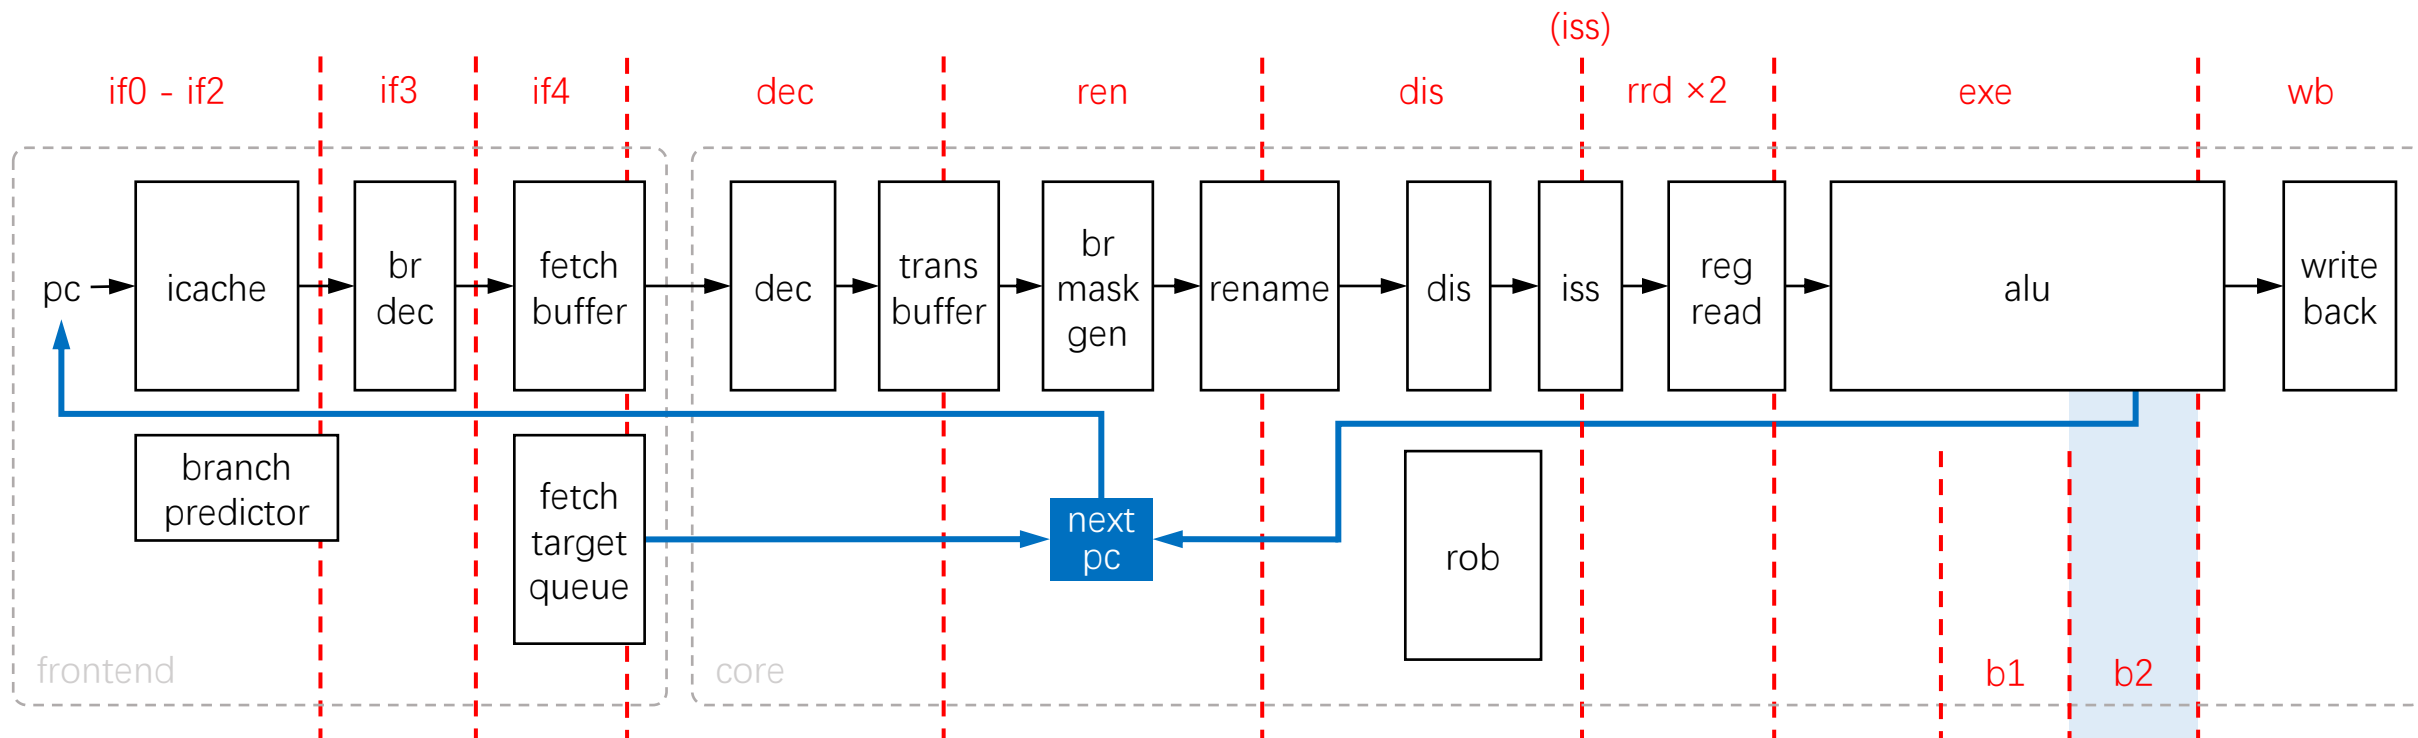 (iss)
if0 - if2
if3
if4
dec
ren
dis
rrd ×2
exe
wb
pc
icache
br
dec
fetch
buffer
dec
trans
buffer
br
mask
gen
rename
dis
iss
reg
read
alu
write
back
branch
predictor
fetch
target
queue
next
pc
rob
frontend
core
b1
b2